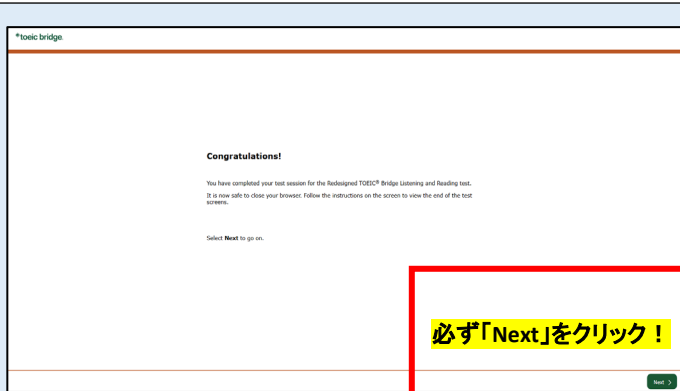 *toeic bridge.
Congratulations!
You have completed your test session for the Redesigned TOEIC® Bridge Listening and Reading test.
It is now safe to close your browser. Follow the instructions on the screen to view the end of the test
screens.
Select Next to go on.
必ず「Next」をクリック！
Next >